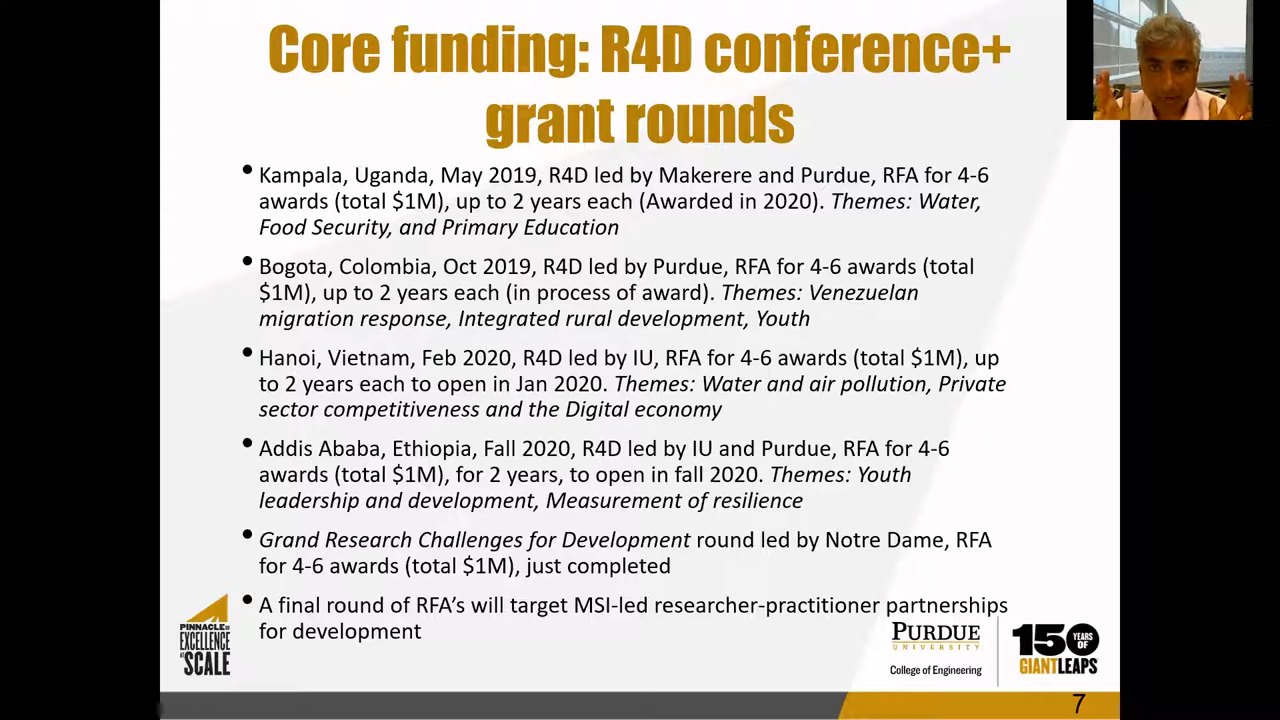 Core funding: R4D conference+
grant rounds
• Kampala, Uganda, May 2019, R4D led by Makerere and Purdue, RFA for 4-6
awards (total $1M), up to 2 years each (Awarded in 2020). Themes: Water,
Food Security, and Primary Education
• Bogota, Colombia, Oct 2019, R4D led by Purdue, RFA for 4-6 awards (total
$1M), up to 2 years each (in process of award). Themes: Venezuelan
migration response, Integrated rural development, Youth
• Hanoi, Vietnam, Feb 2020, R4D led by IU, RFA for 4-6 awards (total $1M), up
to 2 years each to open in Jan 2020. Themes: Water and air pollution, Private
sector competitiveness and the Digital economy
• Addis Ababa, Ethiopia, Fall 2020, R4D led by IU and Purdue, RFA for 4-6
awards (total $1M), for 2 years, to open in fall 2020. Themes: Youth
leadership and development, Measurement of resilience
• Grand Research Challenges for Development round led by Notre Dame, RFA
for 4-6 awards (total $1M), just completed
• A final round of RFA's will target MSI-led researcher-practitioner partnerships
for development
PINNACLE OF
EXCELLENCE
AT SCALE
PURDUE
UNIVERSITY
College of Engineering
150 YEARS OF
GIANT LEAPS
7